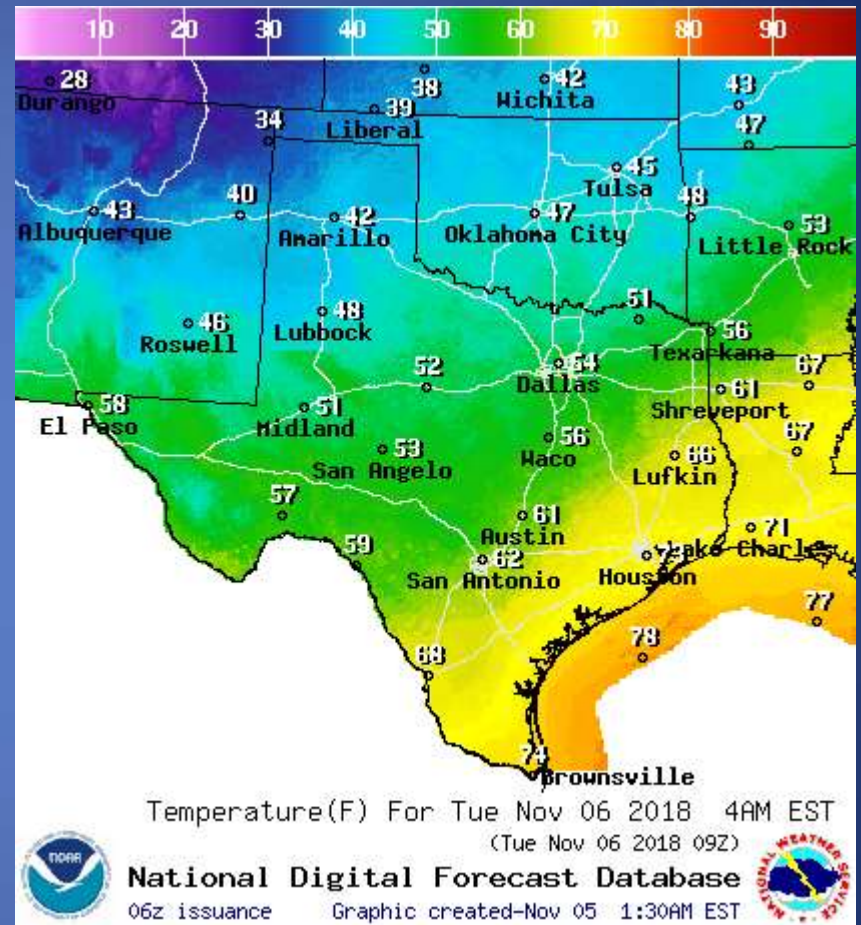 10 20 30 40 50 60 70 80 90
28
Durango
38
42
Wichita
43
39
Liberal
34
47
45
Tulsa
43
Albuquerque
40
42
Amarillo
47
Oklahoma City
48
53
Little Rock
46
Roswell
48
Lubbock
51
56
Texarkana
54
Dallas
52
67
61
Shreveport
58
El Paso
51
Midland
53
San Angelo
56
Waco
66
Lufkin
67
57
61
Austin
71
Lake Charles
59
62
San Antonio
Houston
77
78
68
74
Brownsville
Temperature(F) For Tue Nov 06 2018 4AM EST
(Tue Nov 06 2018 09Z)
NOAA
NATIONAL WEATHER SERVICE
National Digital Forecast Database
06z issuance Graphic created-Nov 05 1:30AM EST